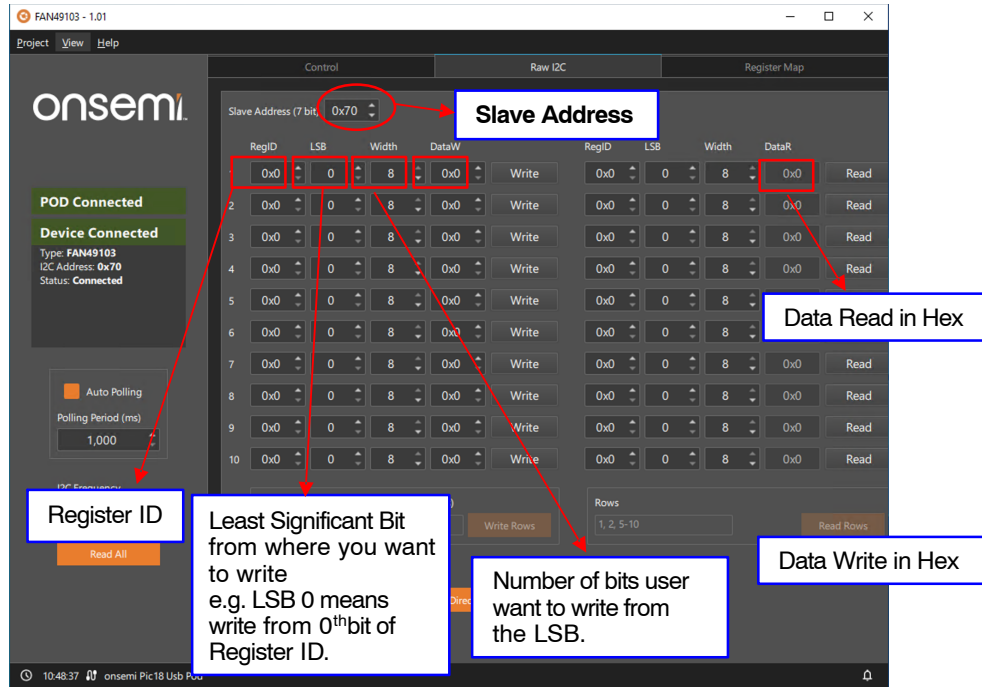 FAN49103 - 1.01
Project View Help
Control Raw I2C Register Map
onsemi
Slave Address (7 bit) 0x70
Slave Address
RegID LSB Width DataW RegID LSB Width DataR
1 0x0 0 8 0x0 Write 0x0 0 8 0x0 Read
POD Connected
2 0x0 0 8 0x0 Write 0x0 0 8 0x0 Read
Device Connected
3 0x0 0 8 0x0 Write 0x0 0 8 0x0 Read
Type: FAN49103
I2C Address: 0x70
Status: Connected
4 0x0 0 8 0x0 Write 0x0 0 8 0x0 Read
5 0x0 0 8 0x0 Write 0x0 0 8
Data Read in Hex
6 0x0 0 8 0x0 Write 0x0 0 8
7 0x0 0 8 0x0 Write 0x0 0 8 0x0 Read
Auto Polling
8 0x0 0 8 0x0 Write 0x0 0 8 0x0 Read
Polling Period (ms)
1,000
9 0x0 0 8 0x0 Write 0x0 0 8 0x0 Read
10 0x0 0 8 0x0 Write 0x0 0 8 0x0 Read
I2C Frequency
Register ID
Read All
Least Significant Bit
from where you want
to write
e.g. LSB 0 means
write from 0th bit of
Register ID.
Write Rows
Rows
1, 2, 5-10
Read Rows
Data Write in Hex
Number of bits user
want to write from
the LSB.
10:48:37 onsemi Pic18 Usb Pod